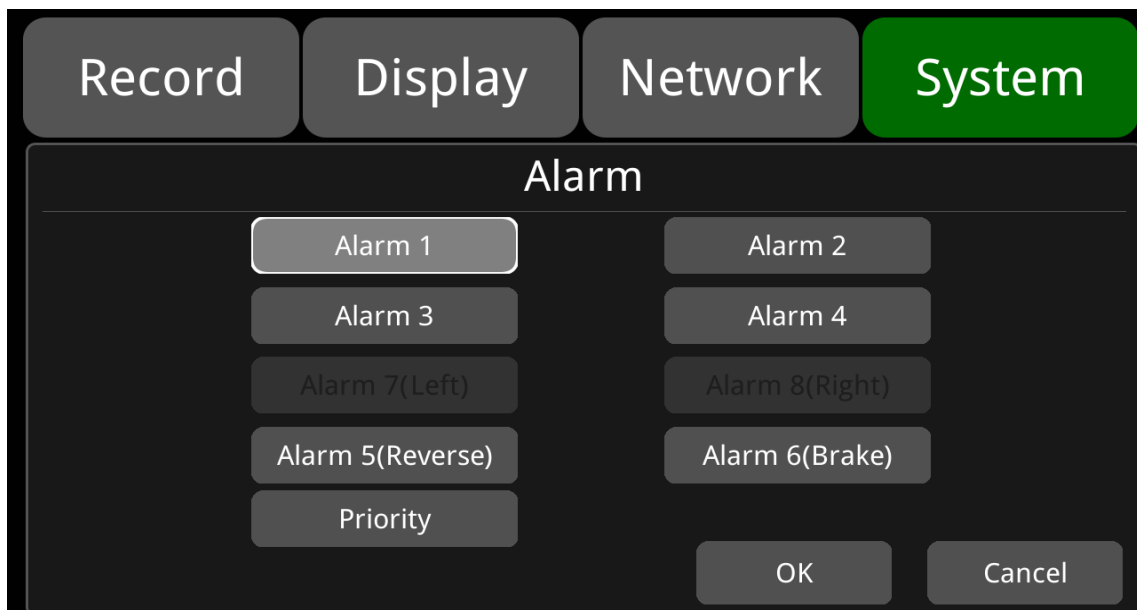 Record Display Network System
Alarm
Alarm 1 Alarm 2
Alarm 3 Alarm 4
Alarm 7(Left) Alarm 8(Right)
Alarm 5(Reverse) Alarm 6(Brake)
Priority
OK Cancel